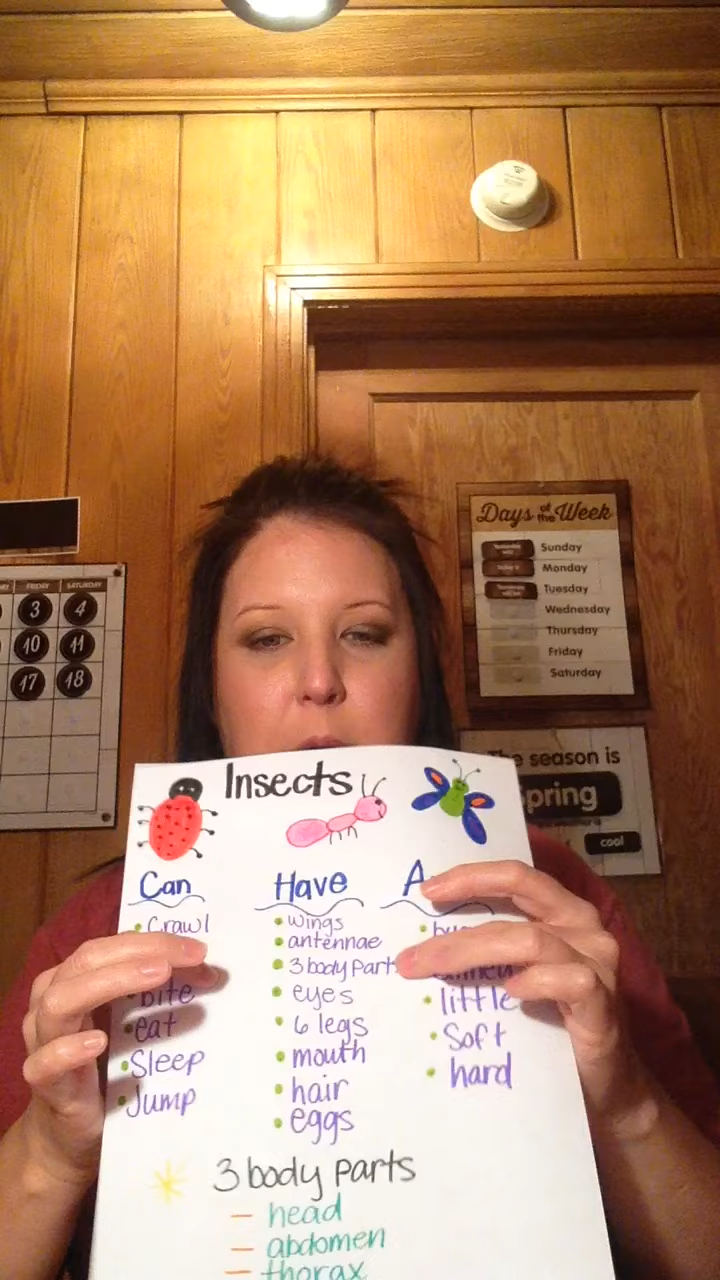 Days of the Week
Sunday
Monday
Tuesday
Wednesday
Thursday
Friday
Saturday
FRIDAY SATURDAY
3 4
10 11
17 18
The season is
pring
cool
Insects
Can
Crawl
bite
eat
Sleep
Jump
Have
wings
antennae
3 body parts
eyes
6 legs
mouth
hair
eggs
A
little
Soft
hard
3 body parts
- head
- abdomen
- thorax